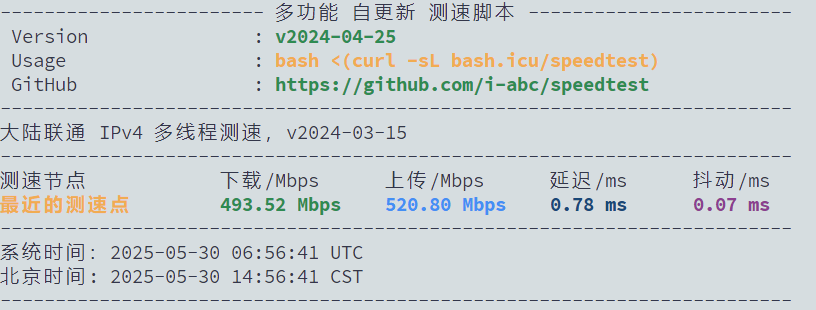 ---------------------- 多功能 自更新 测速脚本 ----------------------
Version : v2024-04-25
Usage : bash <(curl -sL bash.icu/speedtest)
GitHub : https://github.com/i-abc/speedtest
------------------------------------------------------------------------
大陆联通 IPv4 多线程测速, v2024-03-15
------------------------------------------------------------------------
测速节点 下载/Mbps 上传/Mbps 延迟/ms 抖动/ms
最近的测速点 493.52 Mbps 520.80 Mbps 0.78 ms 0.07 ms
------------------------------------------------------------------------
系统时间: 2025-05-30 06:56:41 UTC
北京时间: 2025-05-30 14:56:41 CST
------------------------------------------------------------------------